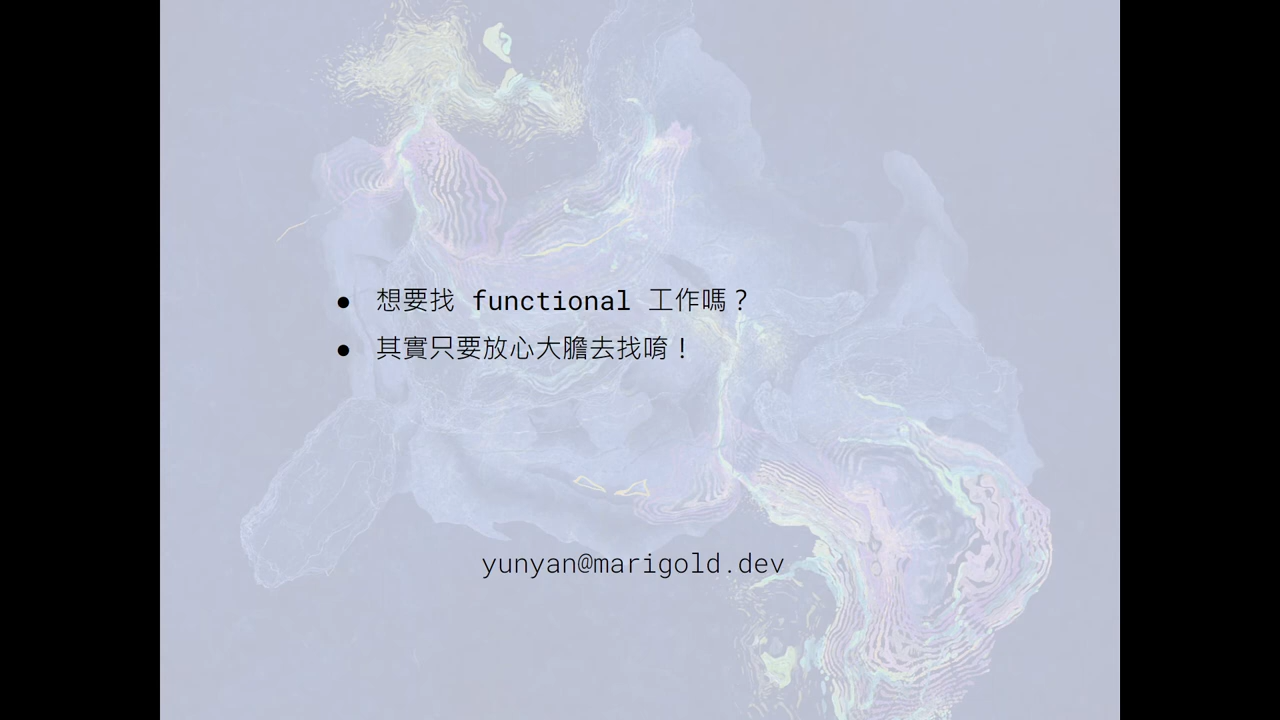 ● 想要找 functional 工作嗎？
● 其實只要放心大膽去找唷！
yunyan@marigold.dev